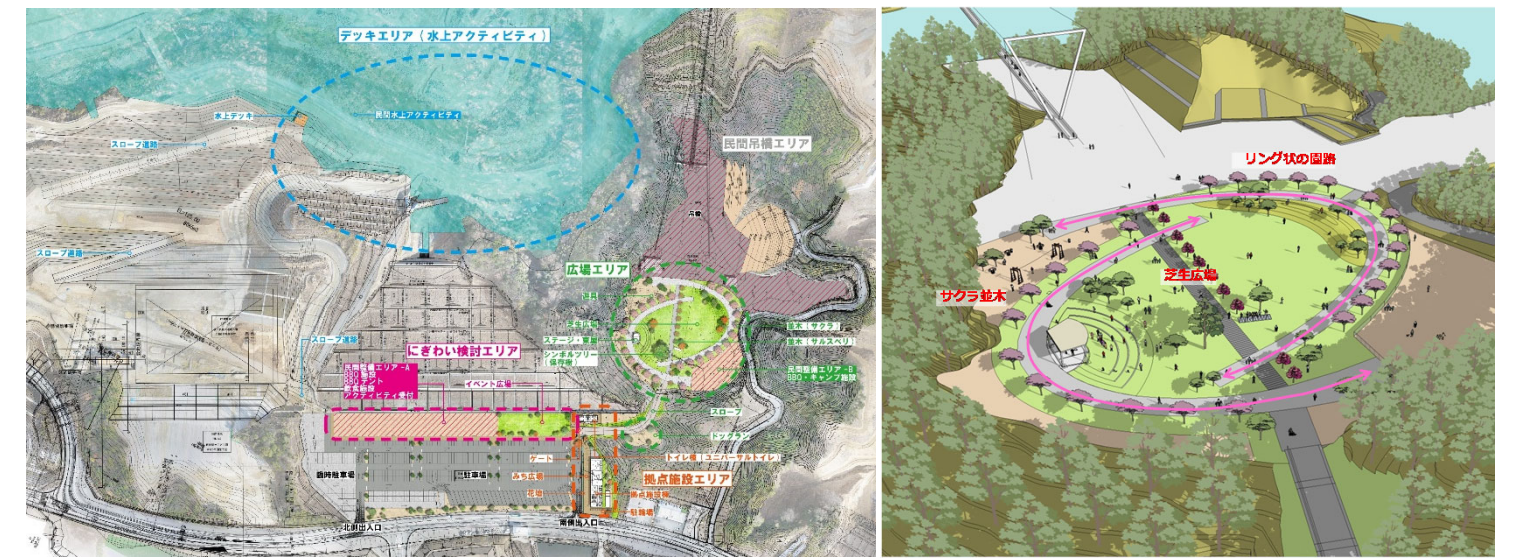 デッキエリア(水上アクティビティ)
水上デッキ
民間水上アクティビティ
スロープ道路
民間吊橋エリア
吊橋
スロープ道路
広場エリア
遊具
芝生広場
ステージ・東屋
シンボルツリー
(保存樹)
並木(サクラ)
並木(サルスベリ)
民間整備エリア-B
BBQ・キャンプ施設
スロープ道路
にぎわい検討エリア
民間整備エリア-A
BBQ施設
BBQテント
飲食施設
アクティビティ受付
イベント広場
スロープ
ドッグラン
トイレ棟(ユニバーサルトイレ)
ゲート
臨時駐車場
駐車場
みち広場
花壇
拠点施設エリア
拠点施設棟
駐輪場
北側出入口
南側出入口
リング状の園路
芝生広場
サクラ並木